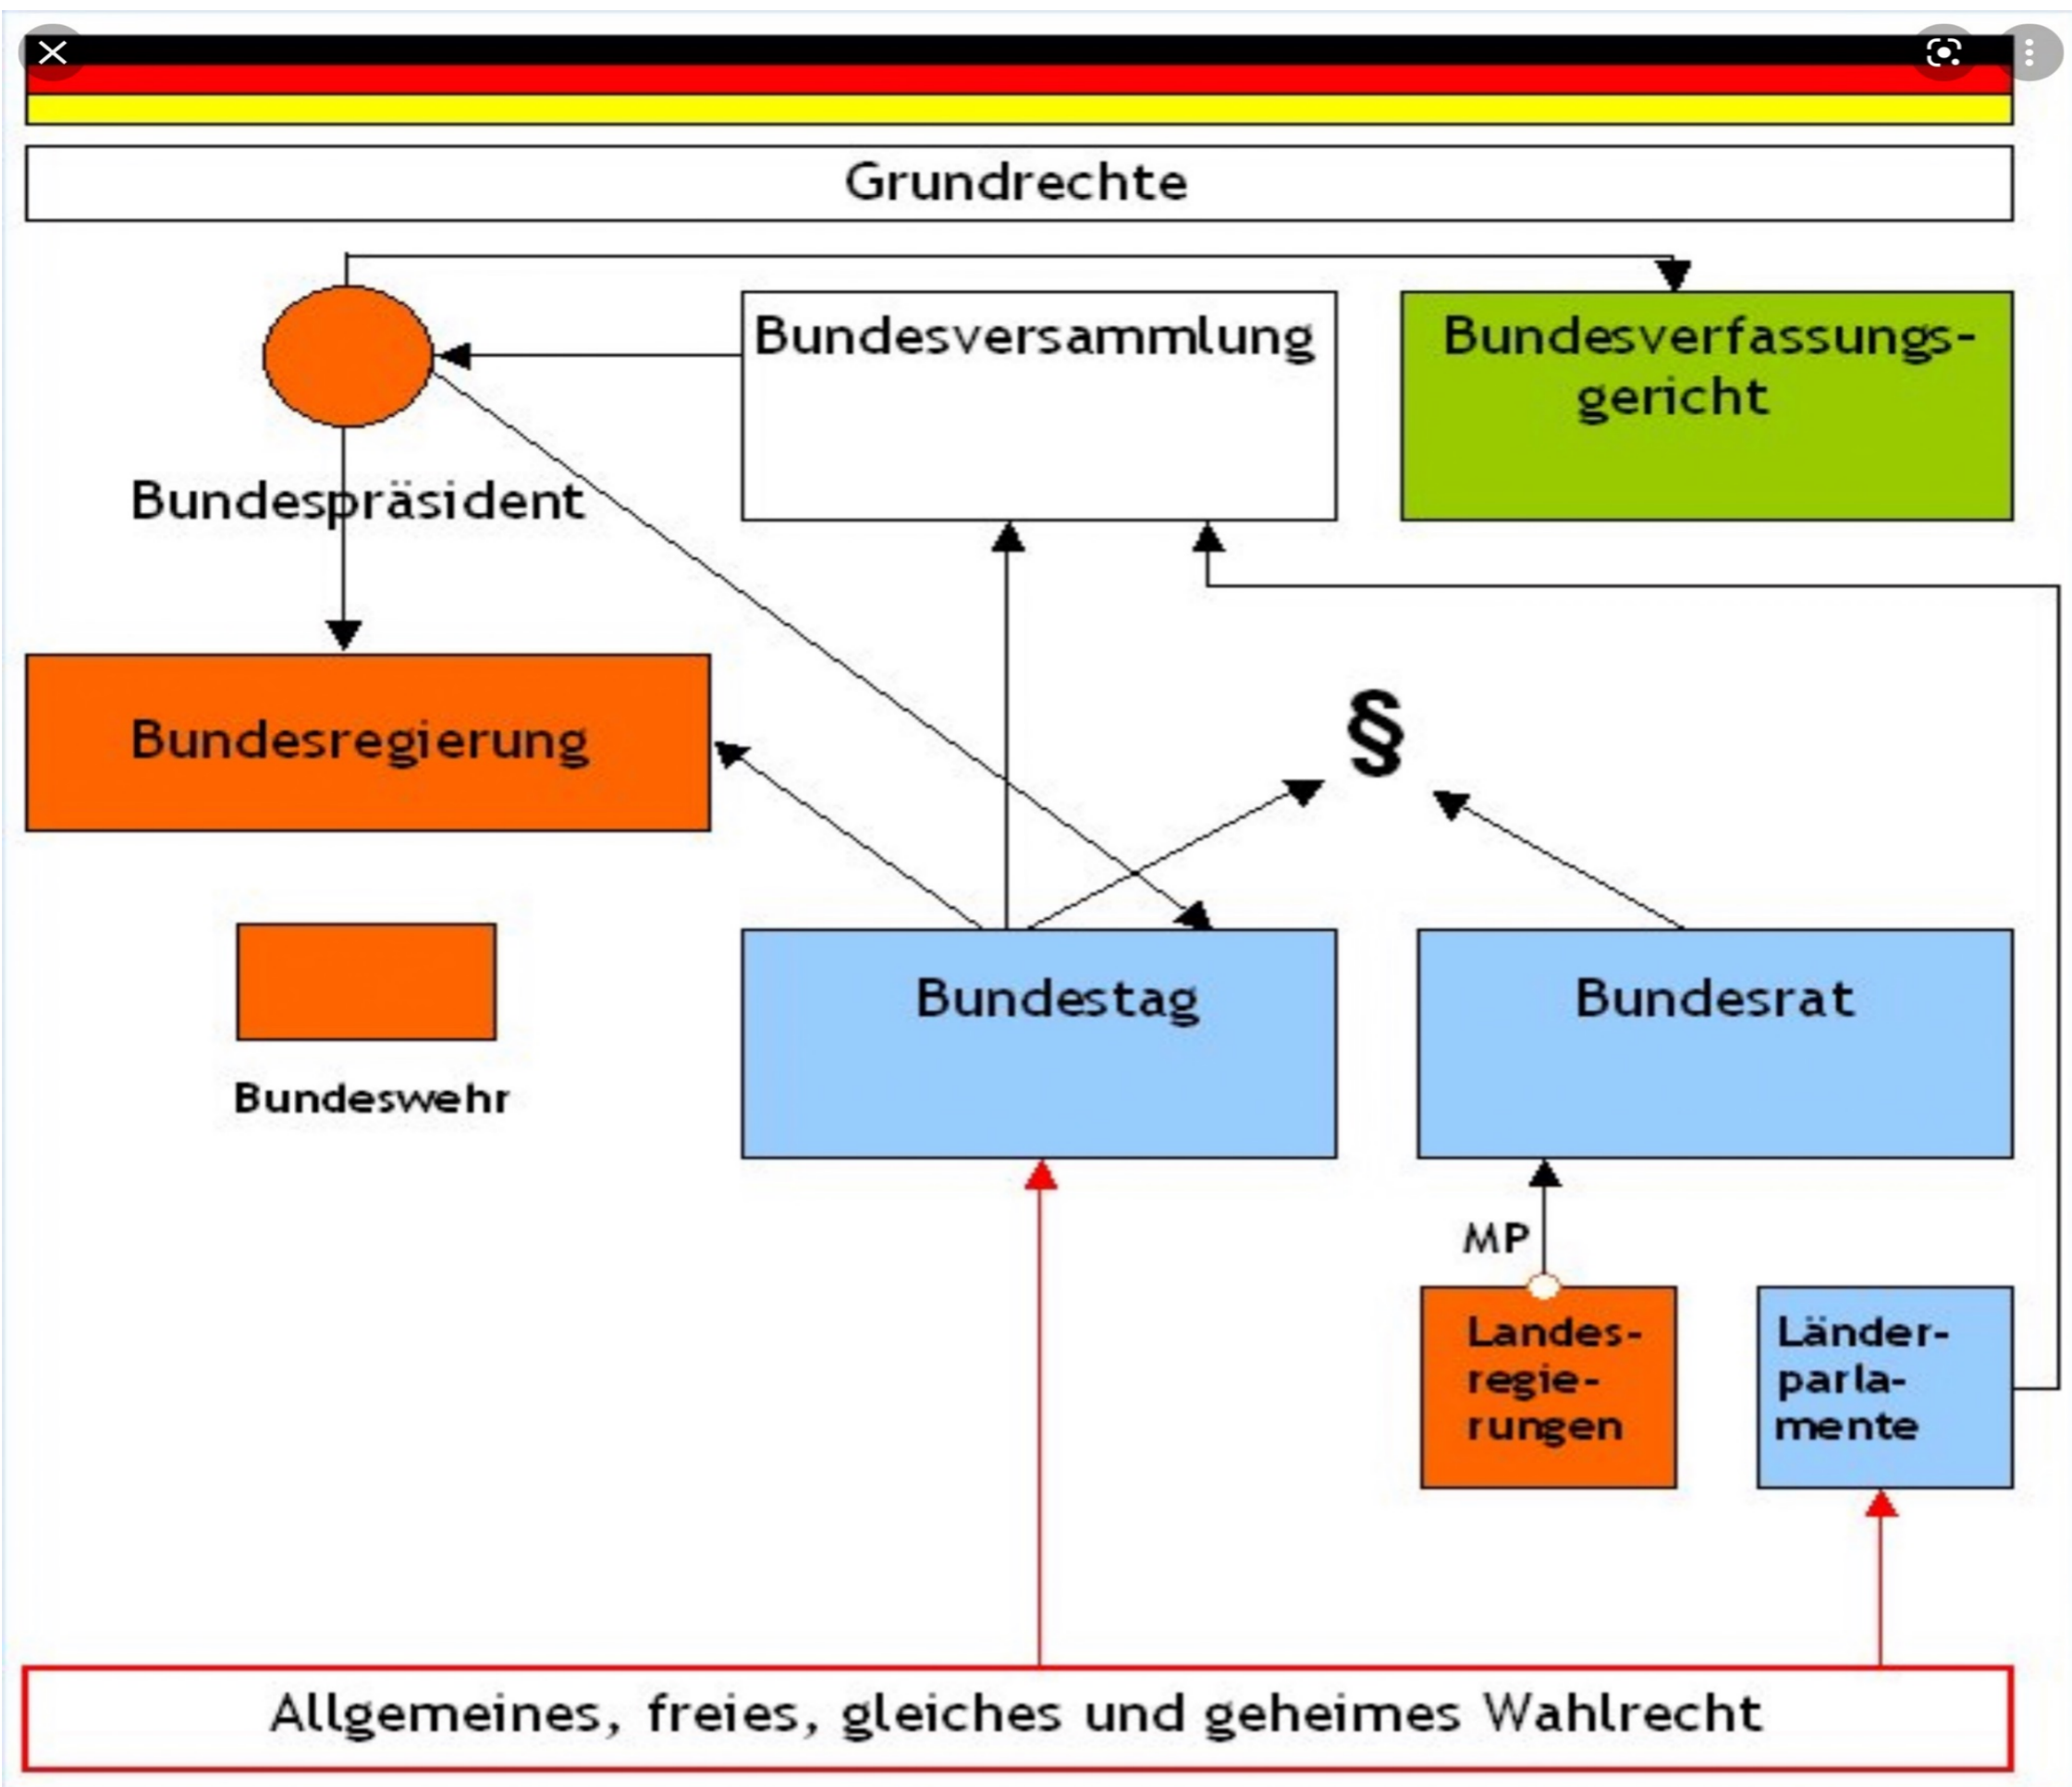 Grundrechte
Bundesversammlung
Bundesverfassungs-
gericht
Bundespräsident
Bundesregierung
§
Bundeswehr
Bundestag
Bundesrat
MP
Landes-
regie-
rungen
Länder-
parla-
mente
Allgemeines, freies, gleiches und geheimes Wahlrecht